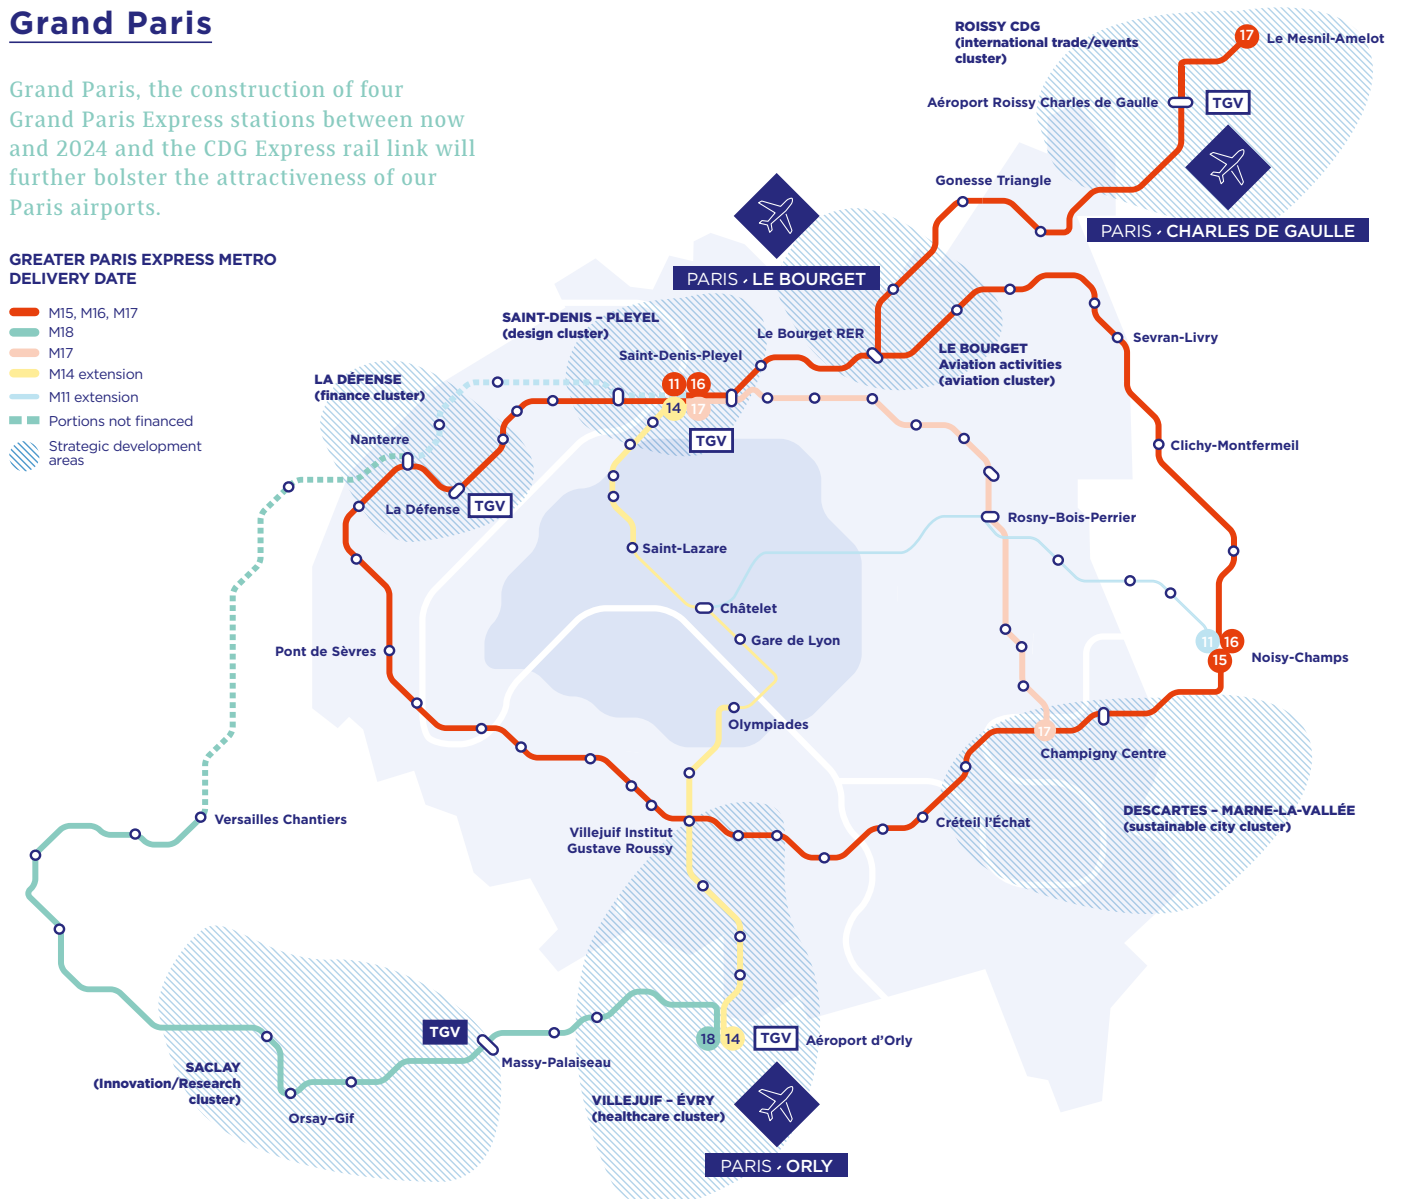 Grand Paris
Grand Paris, the construction of four
Grand Paris Express stations between now
and 2024 and the CDG Express rail link will
further bolster the attractiveness of our
Paris airports.
GREATER PARIS EXPRESS METRO
DELIVERY DATE
M15, M16, M17
M18
M17
M14 extension
M11 extension
Portions not financed
Strategic development
areas
ROISSY CDG
(international trade/events
cluster)
17
Le Mesnil-Amelot
Aéroport Roissy Charles de Gaulle
TGV
Gonesse Triangle
PARIS CHARLES DE GAULLE
PARIS LE BOURGET
SAINT-DENIS – PLEYEL
(design cluster)
Le Bourget RER
Saint-Denis-Pleyel
LE BOURGET
Aviation activities
(aviation cluster)
Sevran-Livry
11
16
14
17
TGV
LA DÉFENSE
(finance cluster)
Nanterre
La Défense
TGV
Clichy-Montfermeil
Rosny–Bois-Perrier
Saint-Lazare
Châtelet
Gare de Lyon
11
16
15
Noisy-Champs
Pont de Sèvres
Olympiades
17
Champigny Centre
Versailles Chantiers
Villejuif Institut
Gustave Roussy
Créteil l'Échat
DESCARTES – MARNE-LA-VALLÉE
(sustainable city cluster)
TGV
Massy-Palaiseau
18
14
TGV
Aéroport d'Orly
SACLAY
(Innovation/Research
cluster)
Orsay–Gif
VILLEJUIF – ÉVRY
(healthcare cluster)
PARIS ORLY